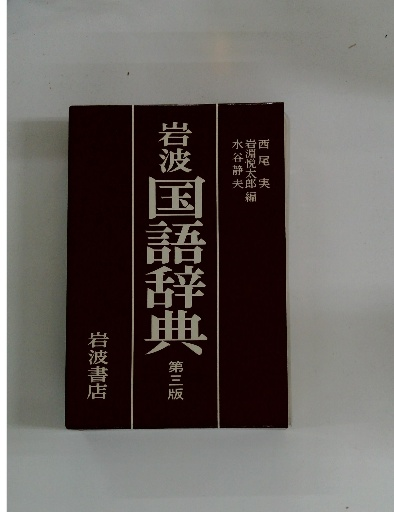 西尾 実
岩淵悦太郎 編
水谷静夫
岩波
国語辞典
第三版
岩波書店